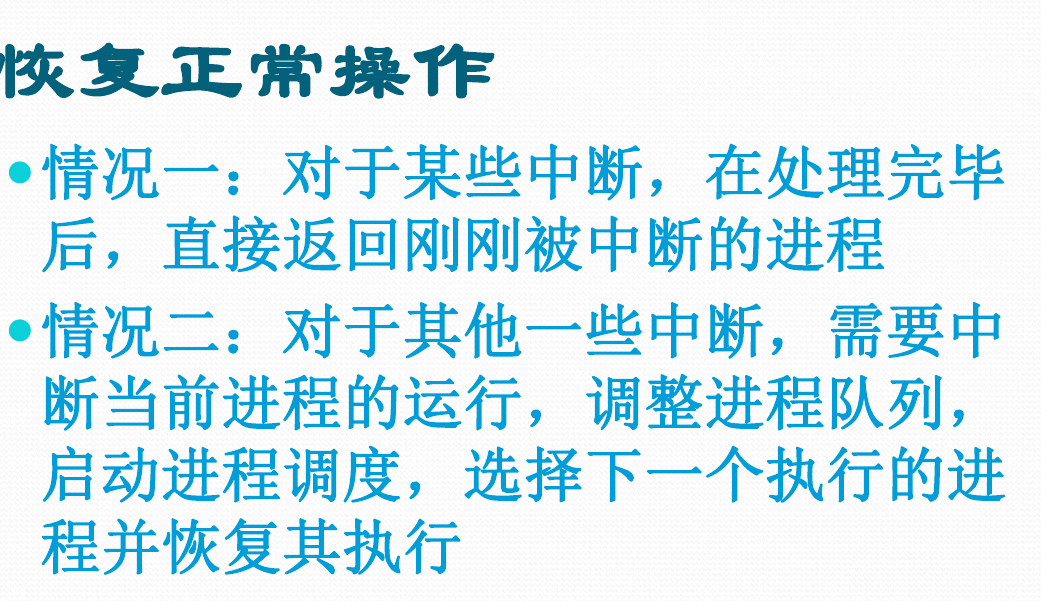 恢复正常操作
•情况一：对于某些中断，在处理完毕
后，直接返回刚刚被中断的进程
•情况二：对于其他一些中断，需要中
断当前进程的运行，调整进程队列，
启动进程调度，选择下一个执行的进
程并恢复其执行